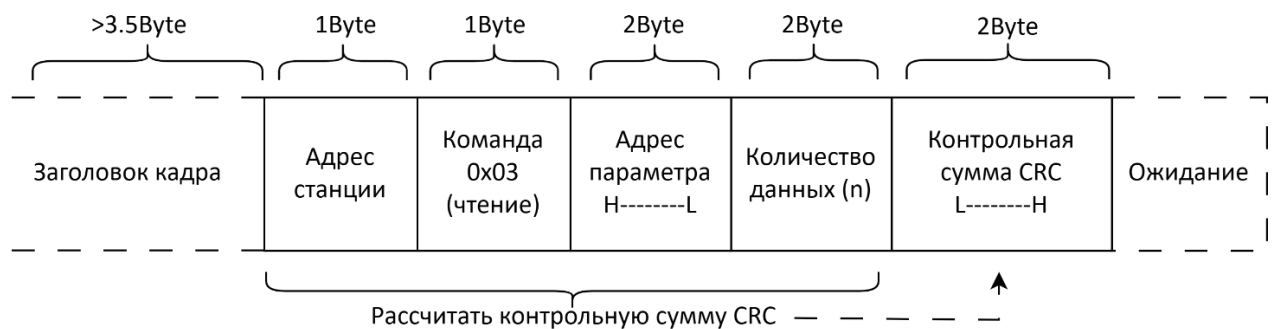 >3.5Byte
1Byte
1Byte
2Byte
2Byte
2Byte
Заголовок кадра
Адрес
станции
Команда
0x03
(чтение)
Адрес
параметра
H--------L
Количество
данных (n)
Контрольная
сумма CRC
L--------H
Ожидание
Рассчитать контрольную сумму CRC